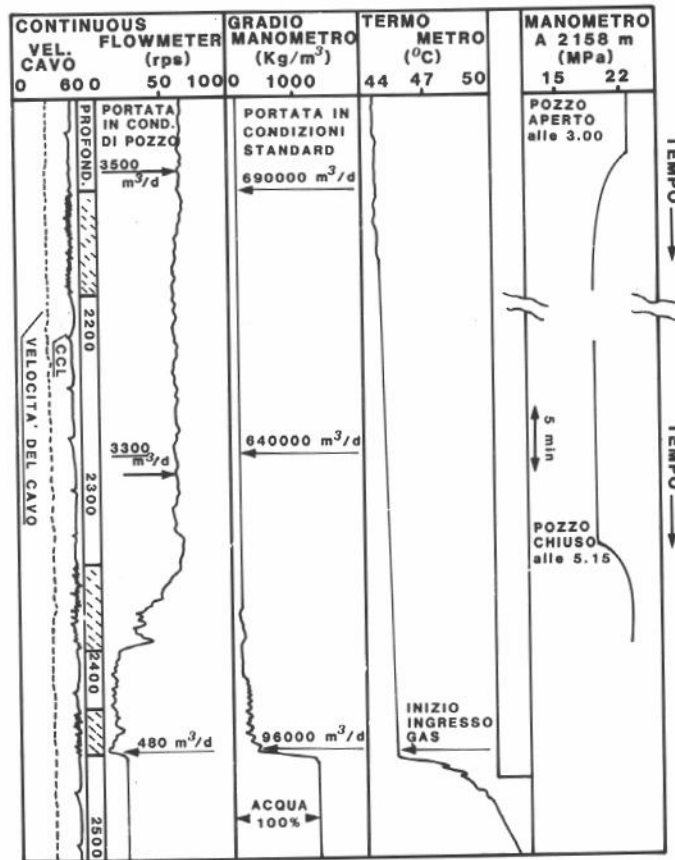 CONTINUOUS
FLOWMETER
(rps)
VEL.
CAVO
0 60
0 50 100
GRADIO
MANOMETRO
(Kg/m³)
0 1000
TERMO
METRO
(°C)
44 47 50
MANOMETRO
A 2158 m
(MPa)
15 22
PROFOND.
PORTATA
IN COND.
DI POZZO
3500
m³/d
PORTATA IN
CONDIZIONI
STANDARD
690000 m³/d
POZZO
APERTO
alle 3.00
TEMPO
2200
VELOCITA' DEL CAVO
CCL
3300
m³/d
640000 m³/d
5 min
TEMPO
2300
POZZO
CHIUSO
alle 5.15
2400
480 m³/d
96000 m³/d
INIZIO
INGRESSO
GAS
ACQUA
100%
2500